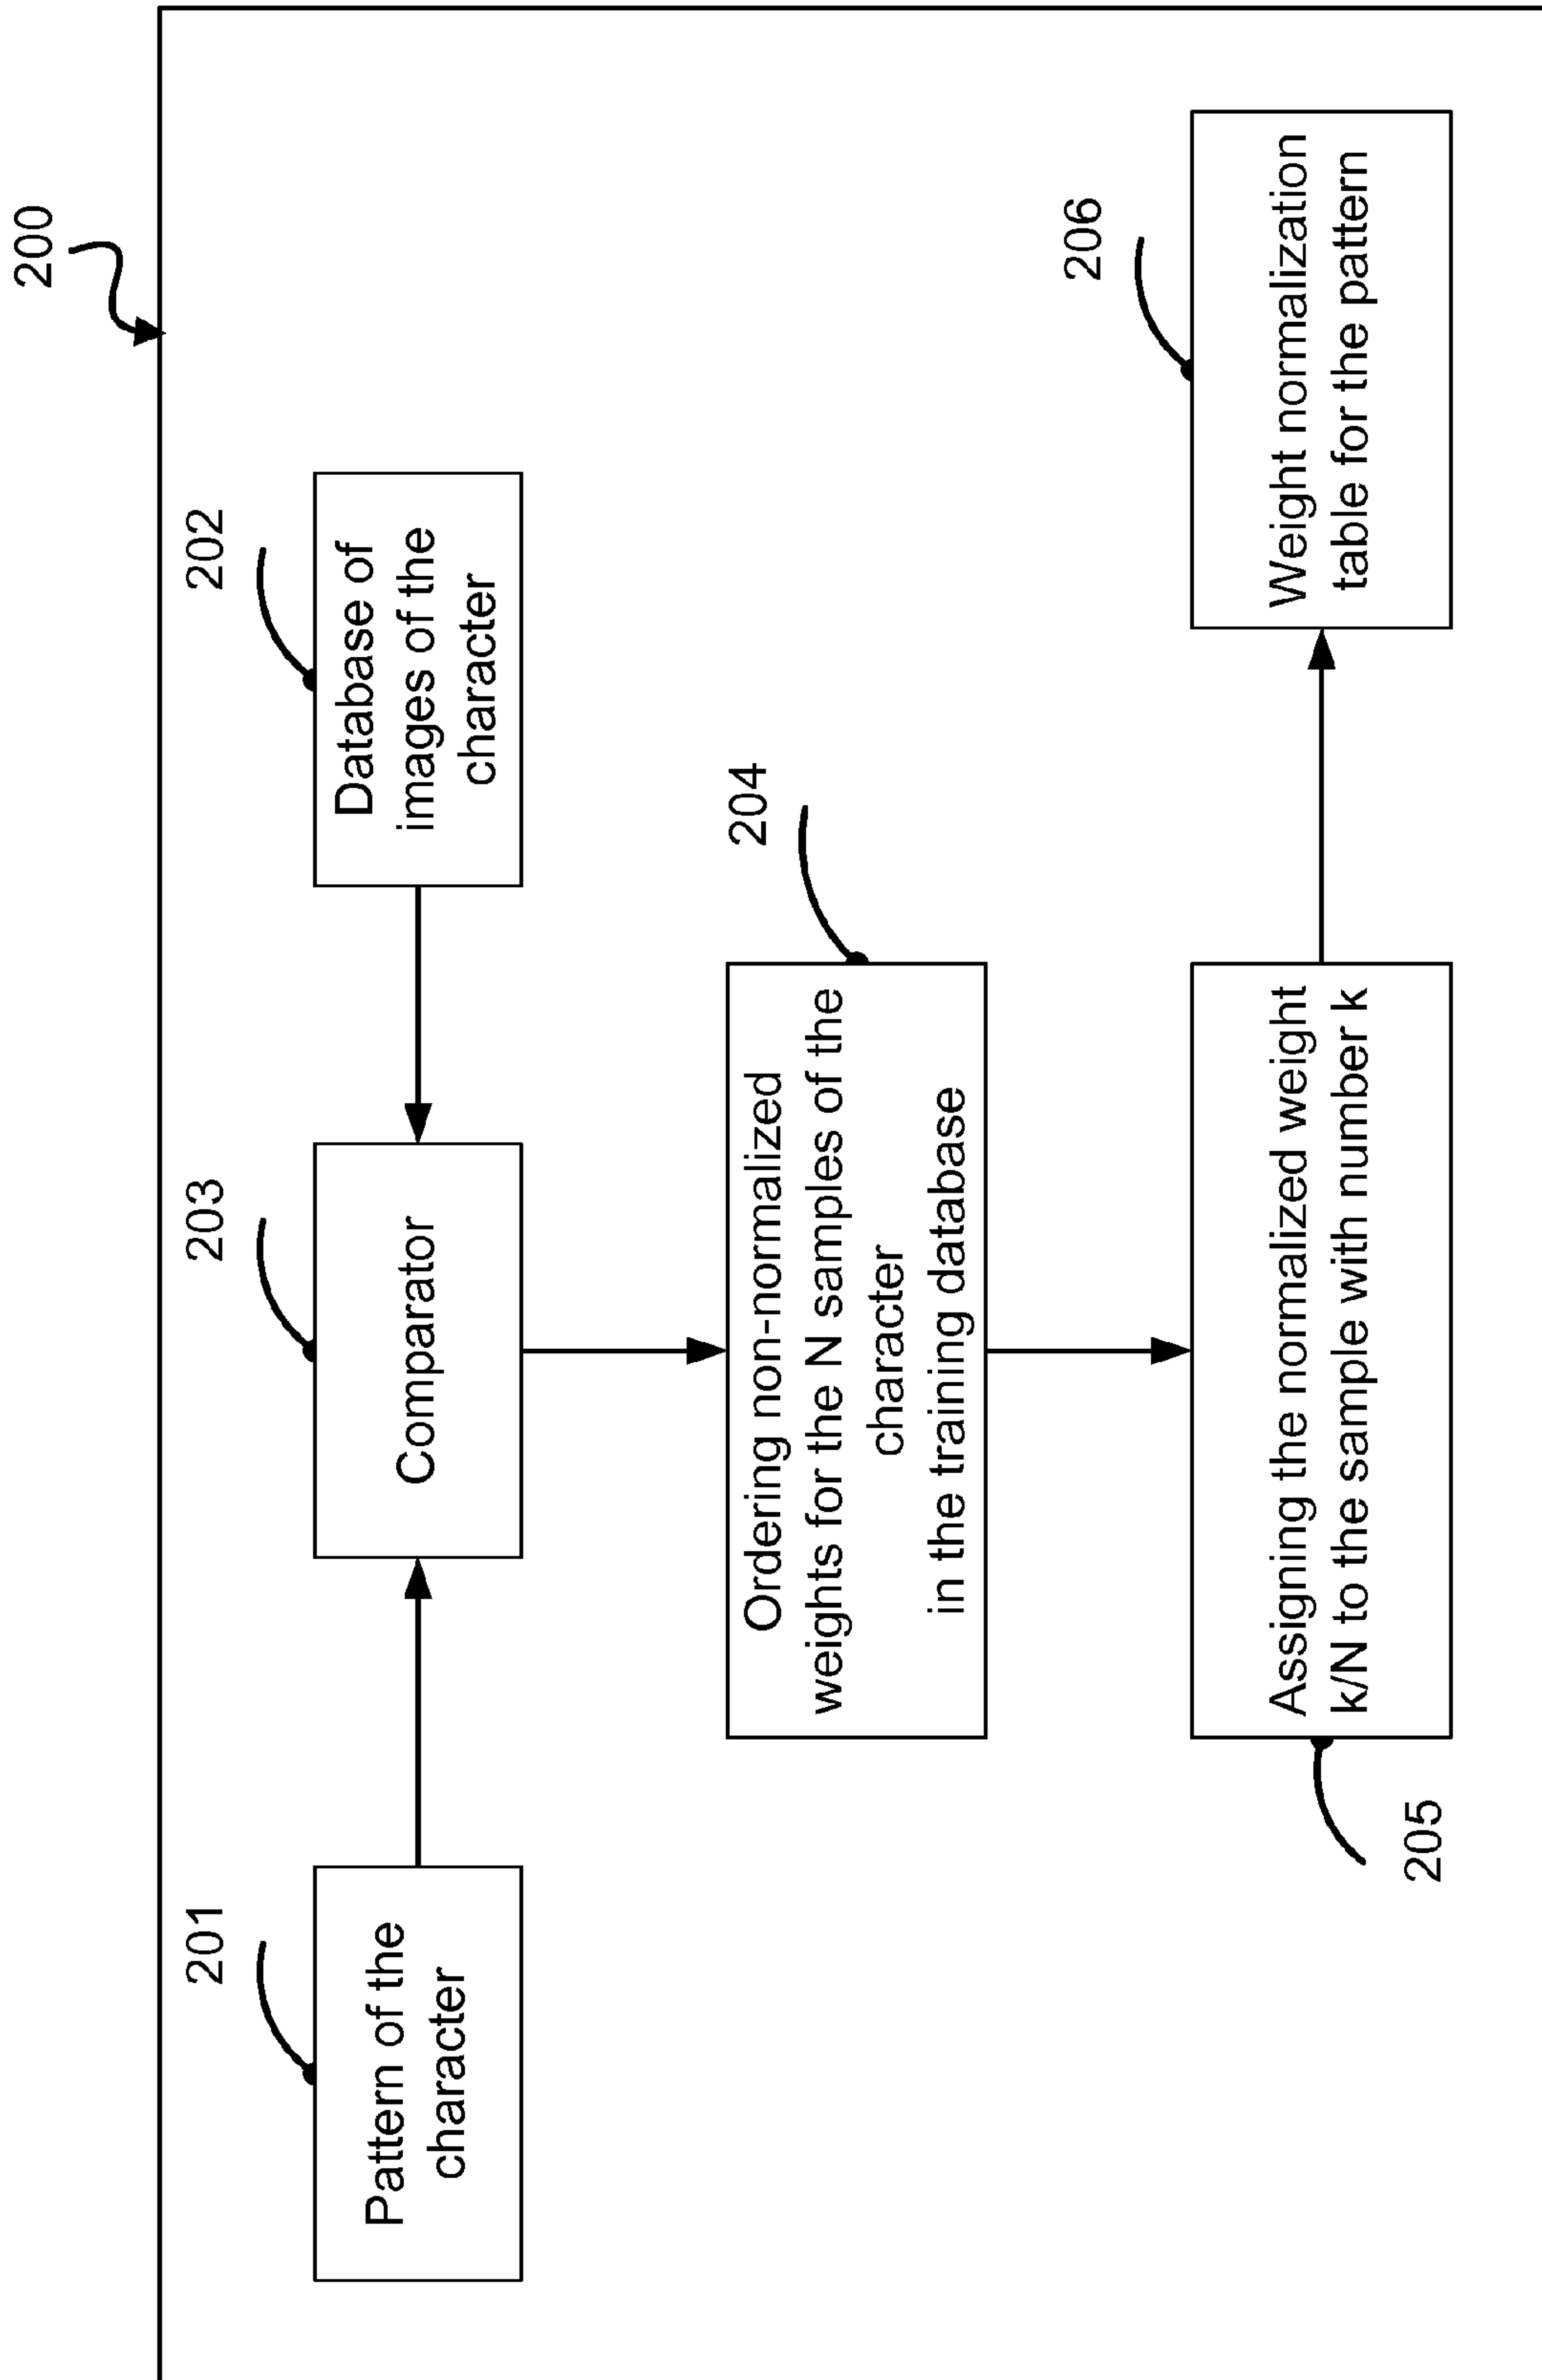 200
201
Pattern of the
character
203
Comparator
202
Database of
images of the
character
204
Ordering non-normalized
weights for the N samples of the
character
in the training database
205
Assigning the normalized weight
k/N to the sample with number k
206
Weight normalization
table for the pattern